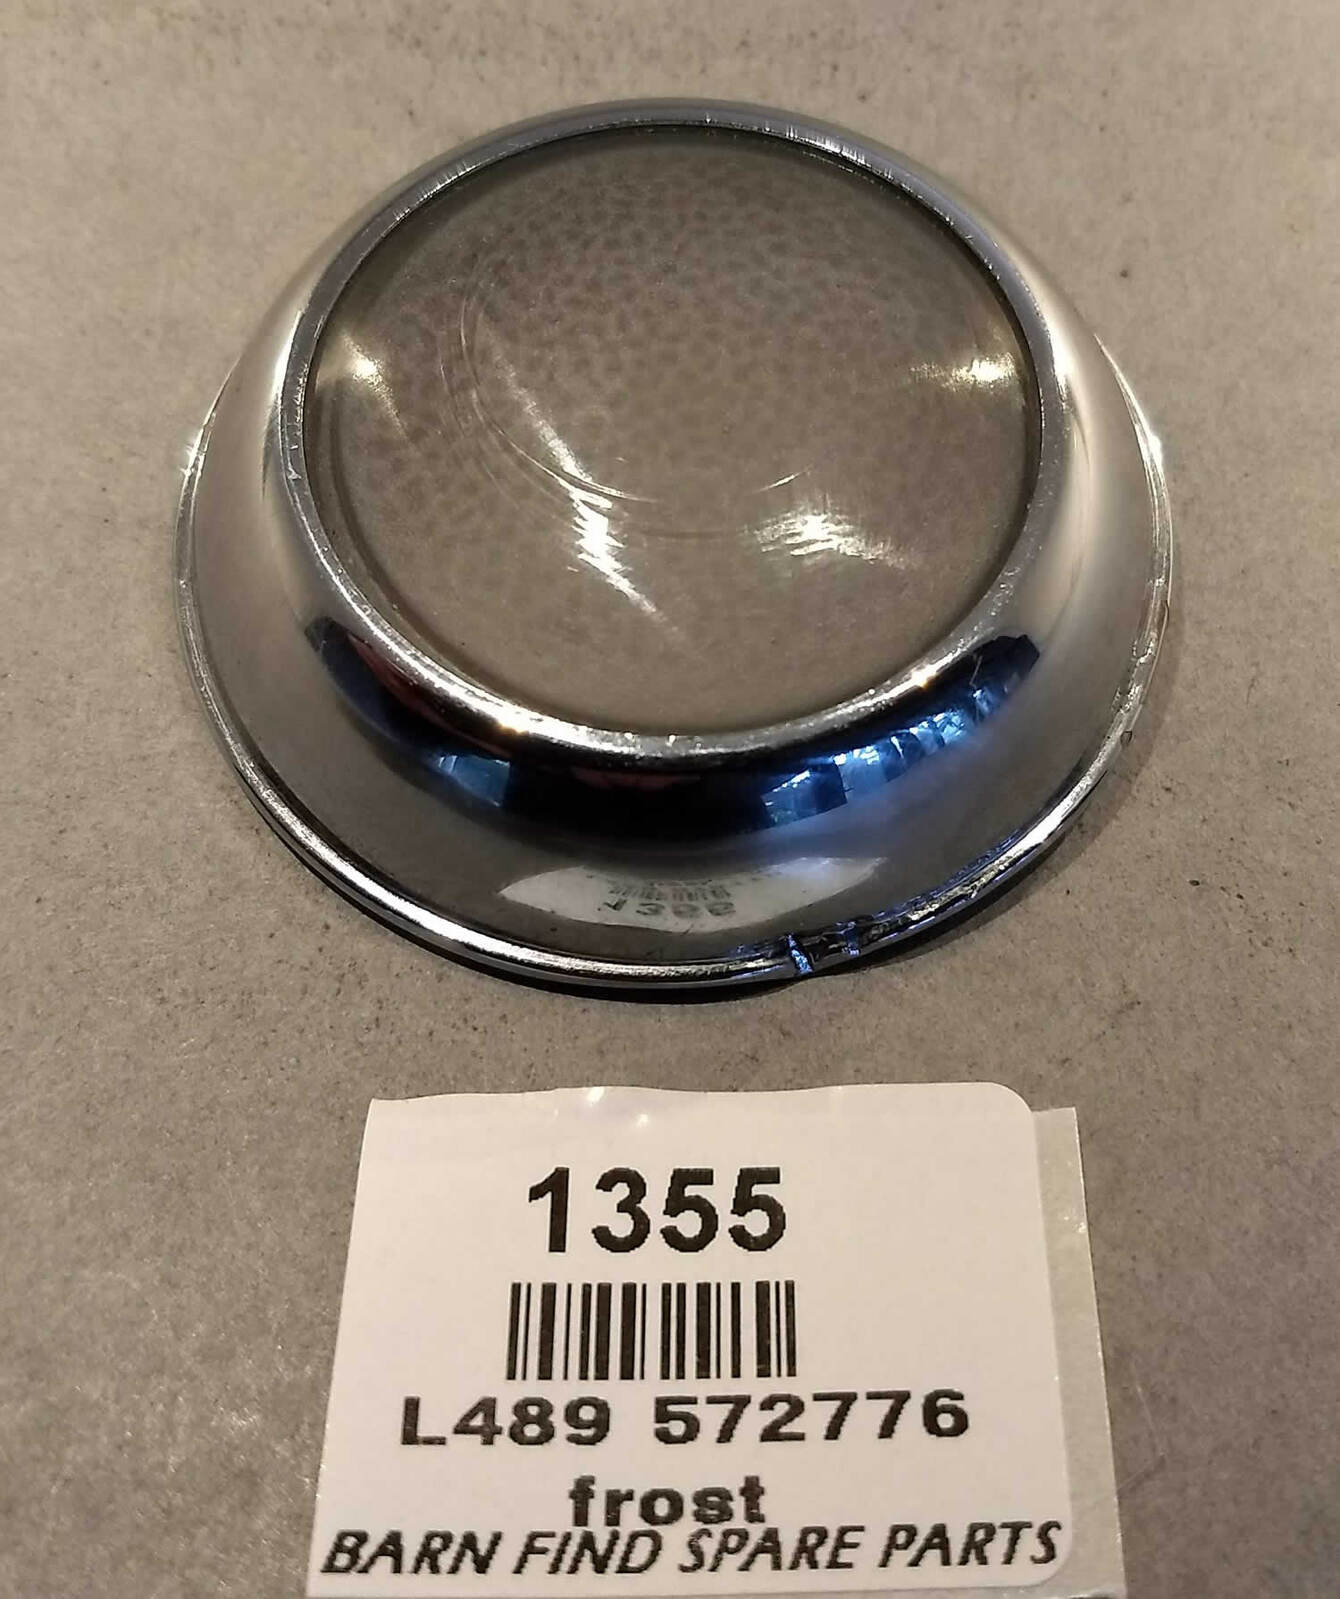 1355
L489 572776
frost
BARN FIND SPARE PARTS